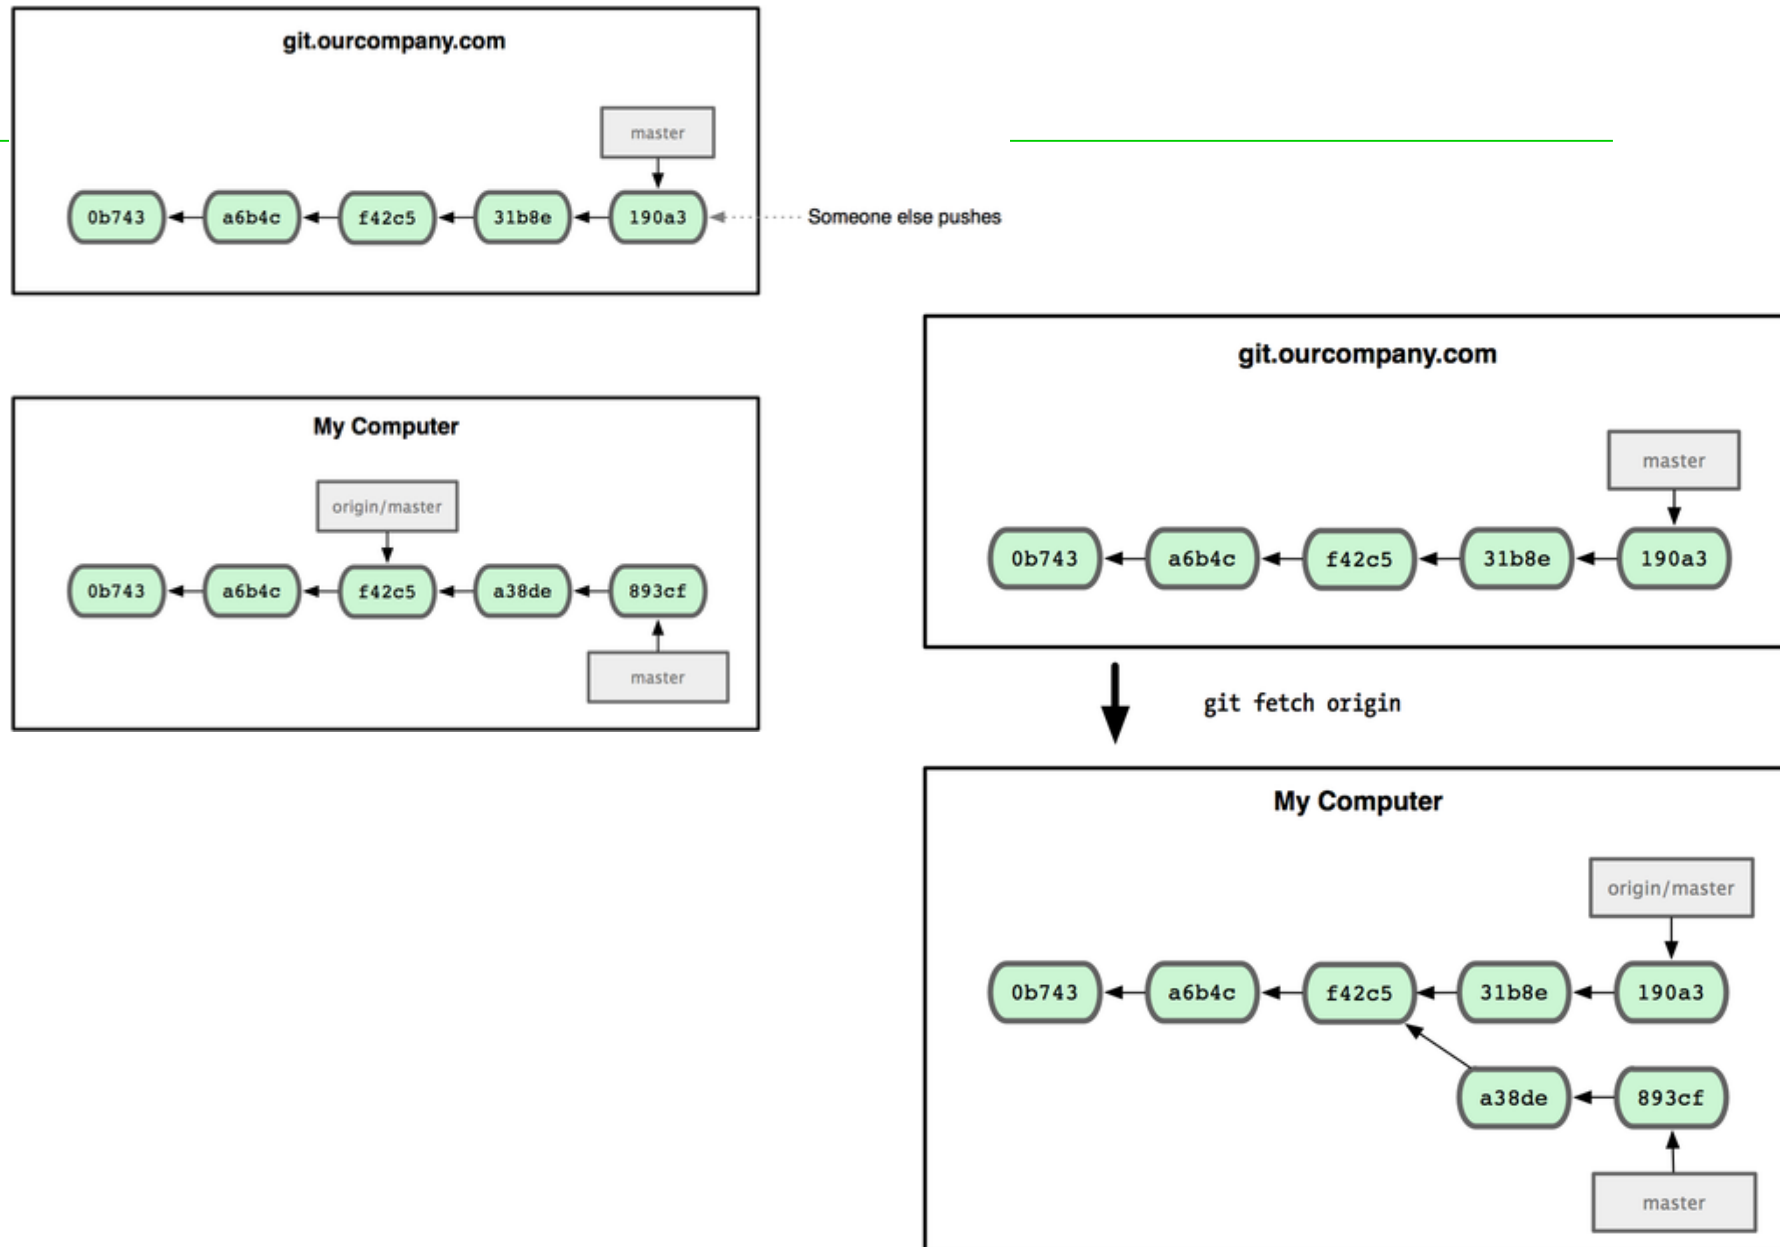 git.ourcompany.com
master
0b743 a6b4c f42c5 31b8e 190a3 Someone else pushes
My Computer
origin/master
0b743 a6b4c f42c5 a38de 893cf
master
git.ourcompany.com
master
0b743 a6b4c f42c5 31b8e 190a3
git fetch origin
My Computer
origin/master
0b743 a6b4c f42c5 31b8e 190a3
a38de 893cf
master